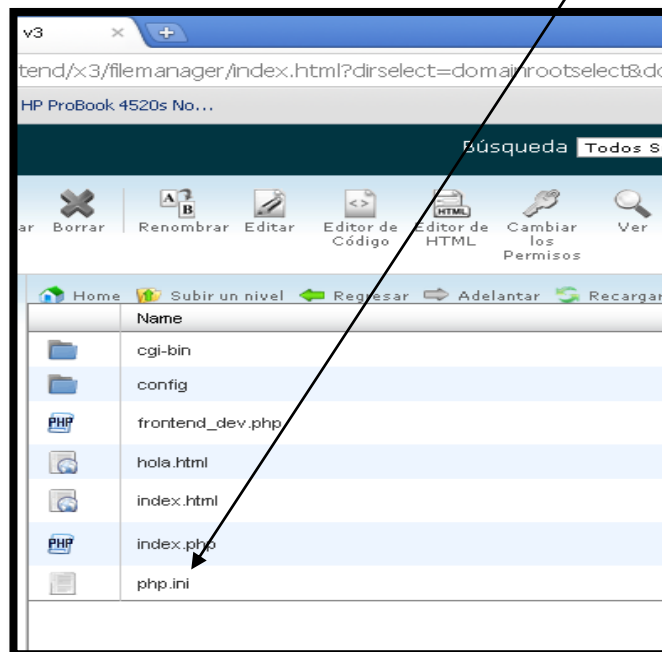 v3 ×
tend/x3/filemanager/index.html?dirselect=domainrootselect&do
HP ProBook 4520s No...
Búsqueda Todos S
ar Borrar Renombrar Editar Editor de Código Editor de HTML Cambiar los Permisos Ver
Home Subir un nivel Regresar Adelantar Recargar
Name
cgi-bin
config
PHP frontend_dev.php
hola.html
index.html
PHP index.php
php.ini